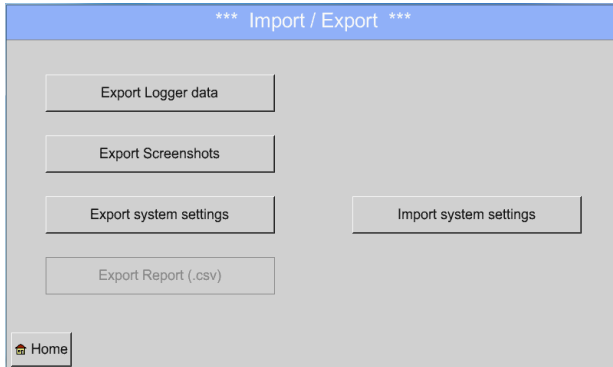 *** Import / Export ***
Export Logger data
Export Screenshots
Export system settings
Import system settings
Export Report (.csv)
Home